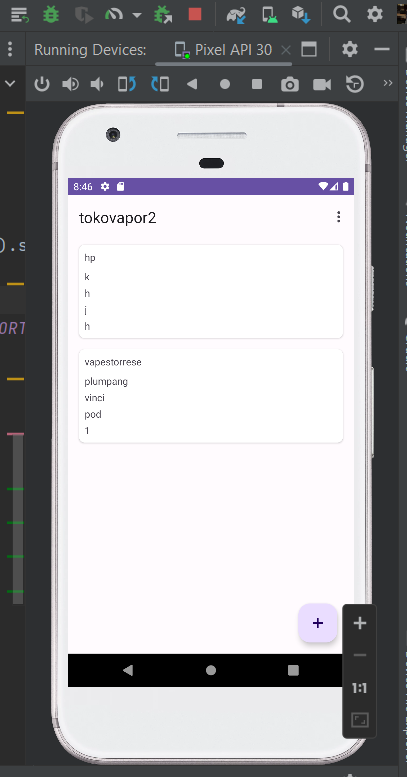 Running Devices:
Pixel API 30
8:46
tokovapor2
hp
k
h
j
h
vapestorrese
plumpang
vinci
pod
1
1:1
).s
ORT